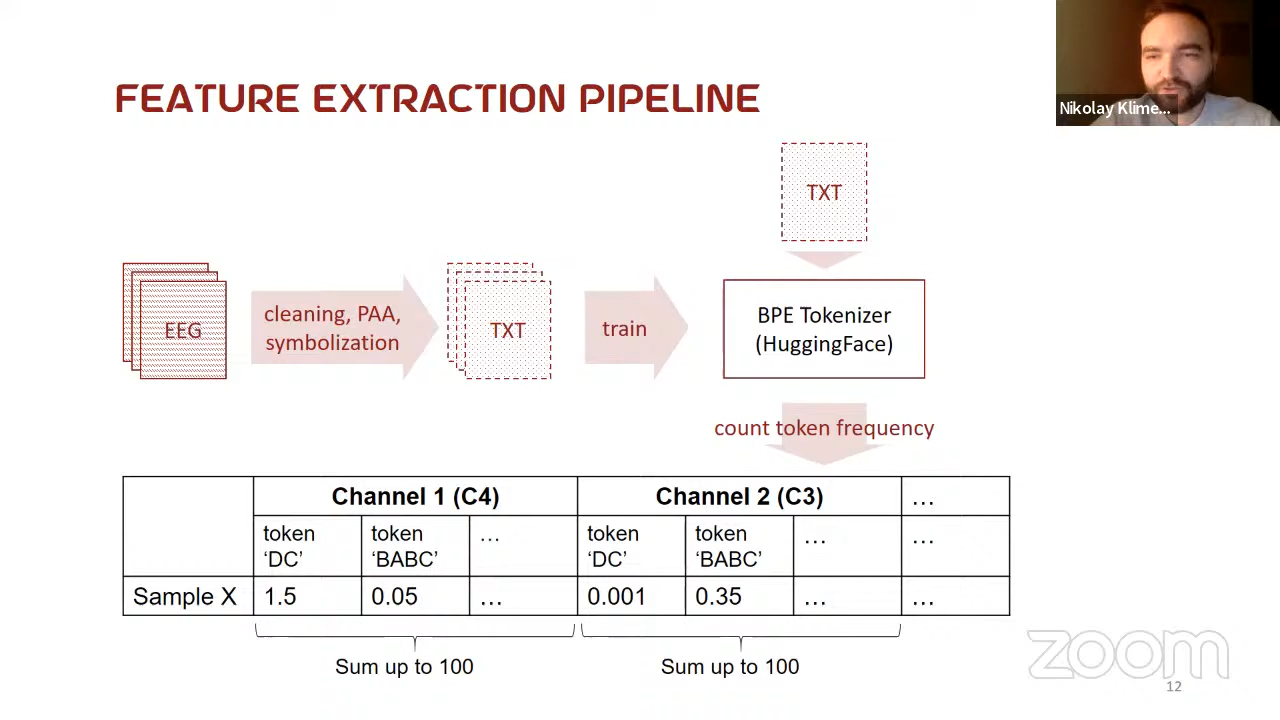 FEATURE EXTRACTION PIPELINE
Nikolay Klime...
TXT
EEG
cleaning, PAA,
symbolization
TXT
train
BPE Tokenizer
(HuggingFace)
count token frequency
Channel 1 (C4)
Channel 2 (C3)
...
token
'DC'
token
'BABC'
...
token
'DC'
token
'BABC'
...
...
Sample X
1.5
0.05
...
0.001
0.35
...
...
Sum up to 100
Sum up to 100
zoom
12